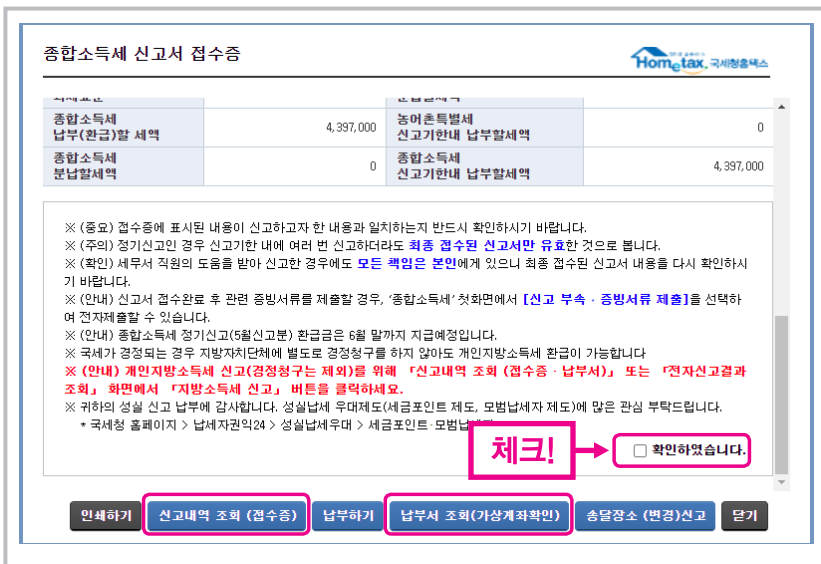 종합소득세 신고서 접수증
Hometax. 국세청홈택스
종합소득세 납부(환급)할 세액 4,397,000 농어촌특별세 신고기한내 납부할세액 0
종합소득세 분납할세액 0 종합소득세 신고기한내 납부할세액 4,397,000
※ (중요) 접수증에 표시된 내용이 신고하고자 한 내용과 일치하는지 반드시 확인하시기 바랍니다.
※ (주의) 정기신고인 경우 신고기한 내에 여러 번 신고하더라도 최종 접수된 신고서만 유효한 것으로 봅니다.
※ (확인) 세무서 직원의 도움을 받아 신고한 경우에도 모든 책임은 본인에게 있으니 최종 접수된 신고서 내용을 다시 확인하시
기 바랍니다.
※ (안내) 신고서 접수완료 후 관련 증빙서류를 제출할 경우, '종합소득세' 첫화면에서 [신고 부속 · 증빙서류 제출]을 선택하
여 전자제출할 수 있습니다.
※ (안내) 종합소득세 정기신고(5월신고분) 환급금은 6월 말까지 지급예정입니다.
※ 국세가 경정되는 경우 지방자치단체에 별도로 경정청구를 하지 않아도 개인지방소득세 환급이 가능합니다
※ (안내) 개인지방소득세 신고(경정청구는 제외)를 위해 「신고내역 조회 (접수증 · 납부서)」 또는 「전자신고결과
조회」 화면에서 「지방소득세 신고」 버튼을 클릭하세요.
※ 귀하의 성실 신고 납부에 감사합니다. 성실납세 우대제도(세금포인트 제도, 모범납세자 제도)에 많은 관심 부탁드립니다.
* 국세청 홈페이지 > 납세자권익24 > 성실납세우대 > 세금포인트·모범납세자
체크!
확인하였습니다.
인쇄하기 신고내역 조회 (접수증) 납부하기 납부서 조회(가상계좌확인) 송달장소 (변경)신고 닫기